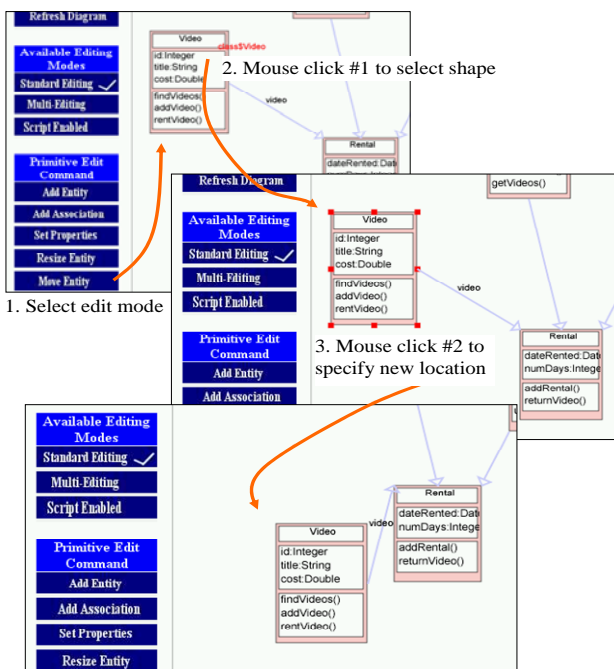 Refresh Diagram
Available Editing
Modes
Standard Editing
Multi-Editing
Script Enabled
Primitive Edit
Command
Add Entity
Add Association
Set Properties
Resize Entity
Move Entity
Video
class$Video
id:Integer
title:String
cost:Double
findVideos()
addVideo()
rentVideo()
video
Rental
dateRented:Dat
1. Select edit mode
2. Mouse click #1 to select shape
Refresh Diagram
Available Editing
Modes
Standard Editing
Multi-Editing
Script Enabled
Primitive Edit
Command
Add Entity
Add Association
getVideos()
Video
id:Integer
title:String
cost:Double
findVideos()
addVideo()
rentVideo()
video
Rental
dateRented:Dat
numDays:Intege
addRental()
returnVideo()
3. Mouse click #2 to
specify new location
Available Editing
Modes
Standard Editing
Multi-Editing
Script Enabled
Primitive Edit
Command
Add Entity
Add Association
Set Properties
Resize Entity
Video
id:Integer
title:String
cost:Double
findVideos()
addVideo()
rentVideo()
video
Rental
dateRented:Dat
numDays:Intege
addRental()
returnVideo()